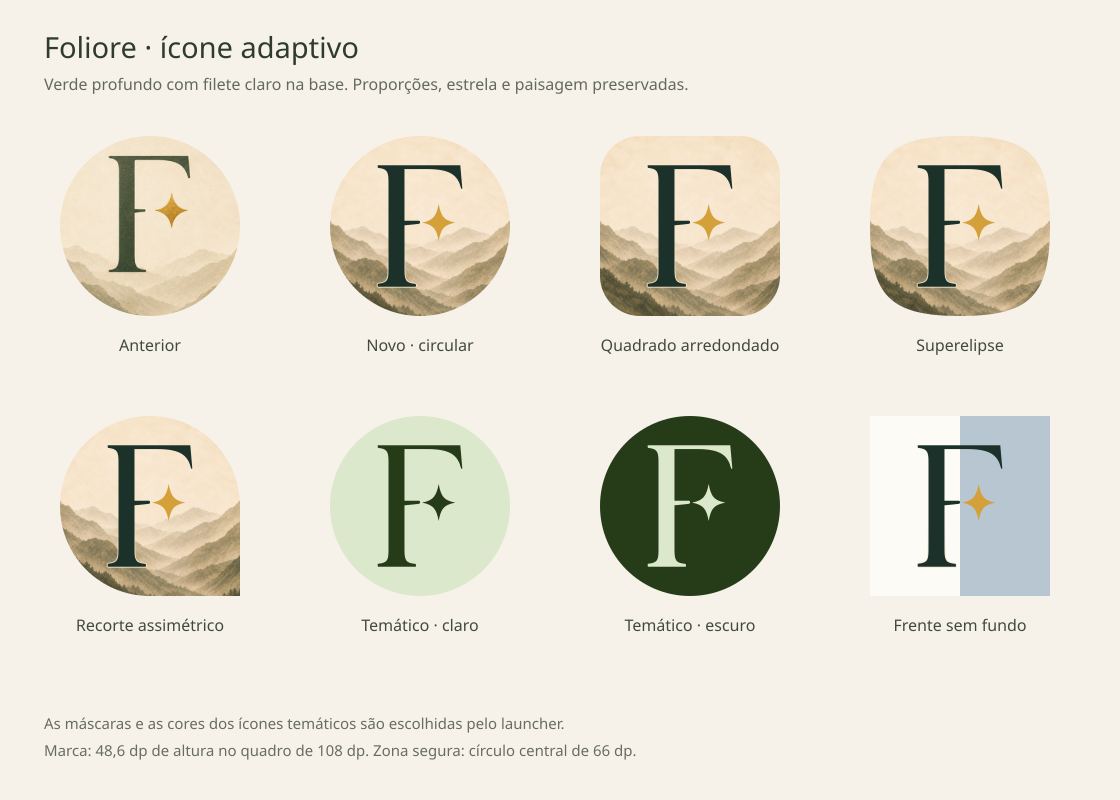 Foliore · ícone adaptivo
Verde profundo com filete claro na base. Proporções, estrela e paisagem preservadas.
F
F
F
F
Anterior
Novo · circular
Quadrado arredondado
Superelipse
F
F
F
F
Recorte assimétrico
Temático · claro
Temático · escuro
Frente sem fundo
As máscaras e as cores dos ícones temáticos são escolhidas pelo launcher.
Marca: 48,6 dp de altura no quadro de 108 dp. Zona segura: círculo central de 66 dp.